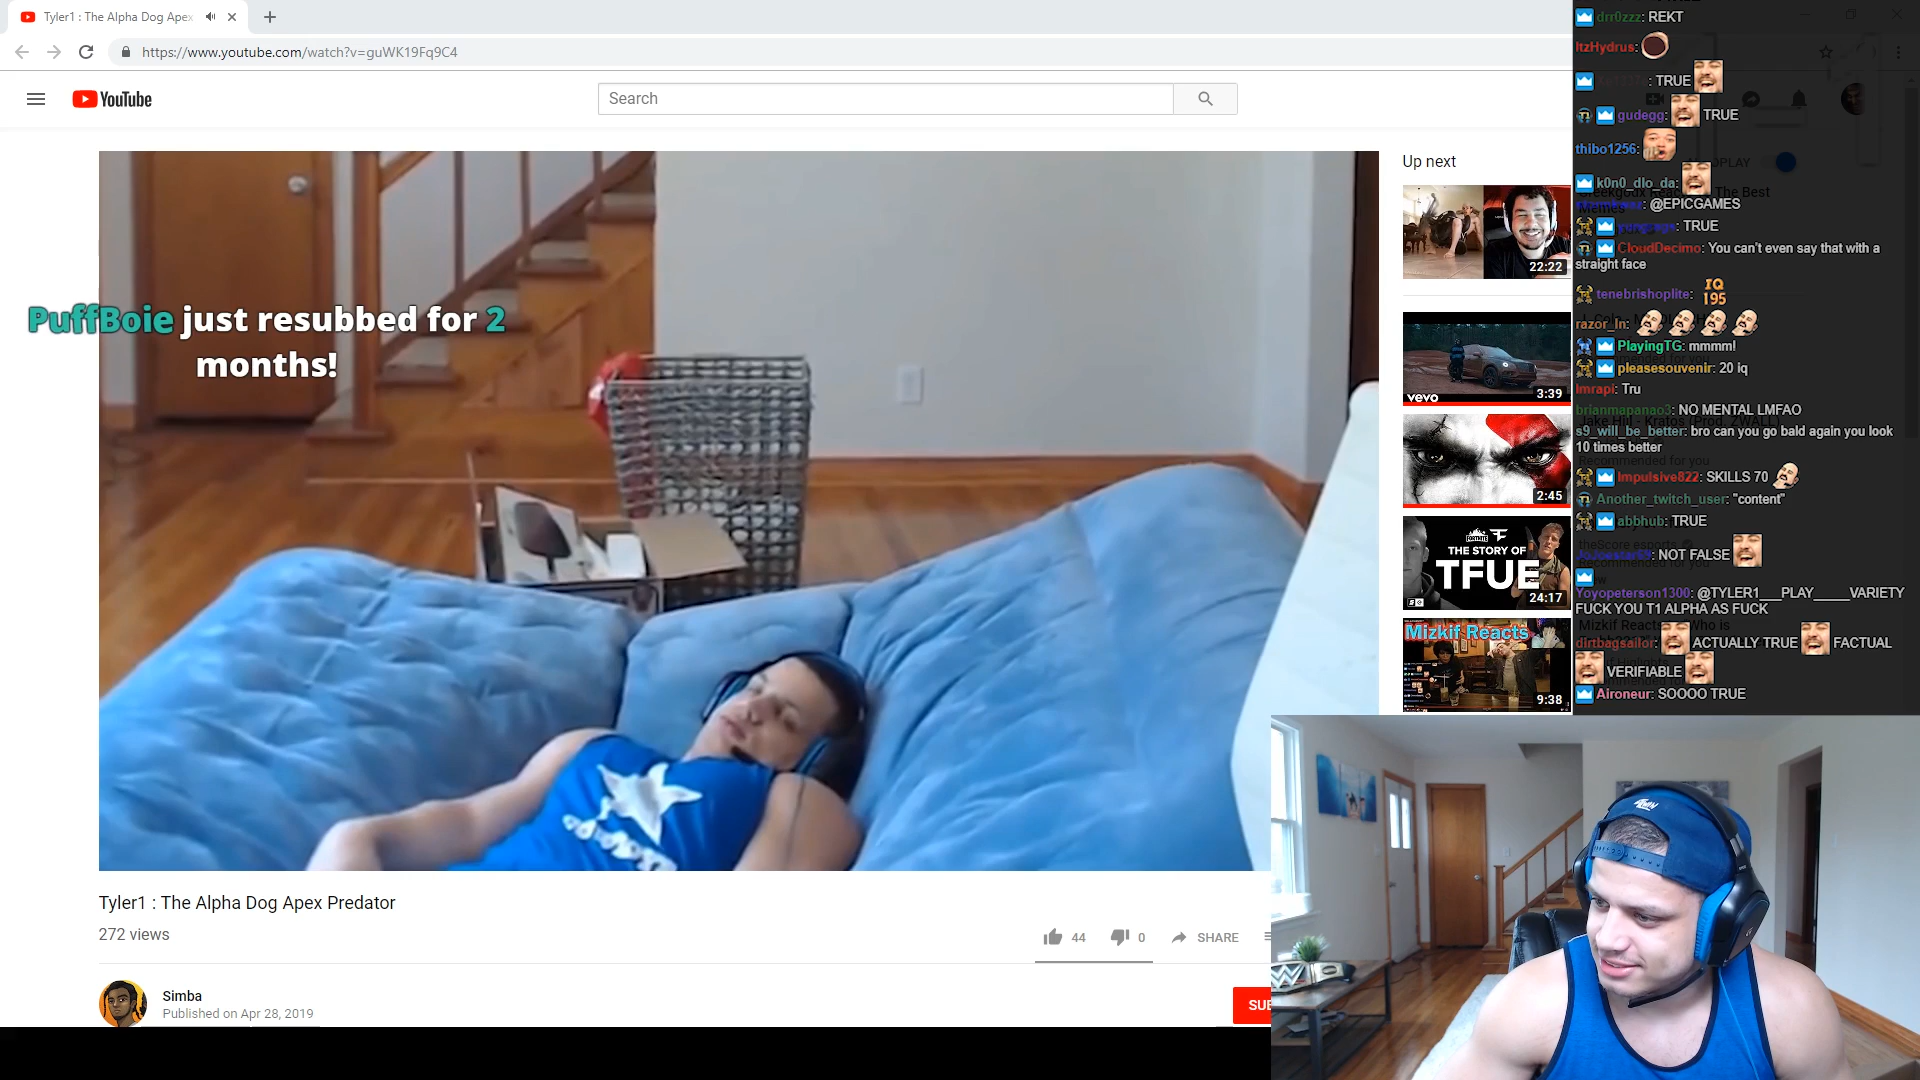 Tyler1 : The Alpha Dog Apex
https://www.youtube.com/watch?v=guWK19Fq9C4
YouTube
Search
PuffBoie just resubbed for 2
months!
Up next
22:22
vevo
3:39
2:45
FORTNITE
THE STORY OF
TFUE
24:17
Mizkif Reacts
9:38
Tyler1 : The Alpha Dog Apex Predator
272 views
44
0
SHARE
Simba
Published on Apr 28, 2019
SUB
drr0zzz: REKT
ItzHydrus:
: TRUE
gudegg: TRUE
thibo1256:
k0n0_dlo_da:
: @EPICGAMES
: TRUE
CloudDecimo: You can't even say that with a
straight face
tenebrishoplite: IQ 195
razor_ln:
PlayingTG: mmmm!
pleasesouvenir: 20 iq
lmrapi: Tru
brianmapanao3: NO MENTAL LMFAO
s9_will_be_better: bro can you go bald again you look
10 times better
Impulsive822: SKILLS 70
Another_twitch_user: "content"
abbhub: TRUE
: NOT FALSE
Yoyopeterson1300: @TYLER1___PLAY_____VARIETY
FUCK YOU T1 ALPHA AS FUCK
dirtbagsailor: ACTUALLY TRUE FACTUAL
VERIFIABLE
Aironeur: SOOOO TRUE